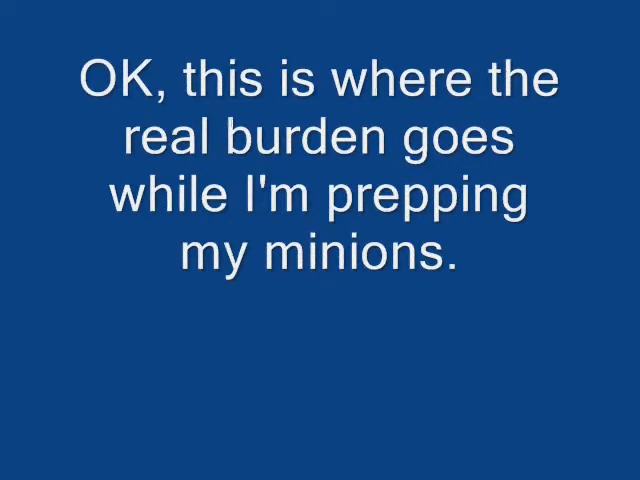 OK, this is where the
real burden goes
while I'm prepping
my minions.